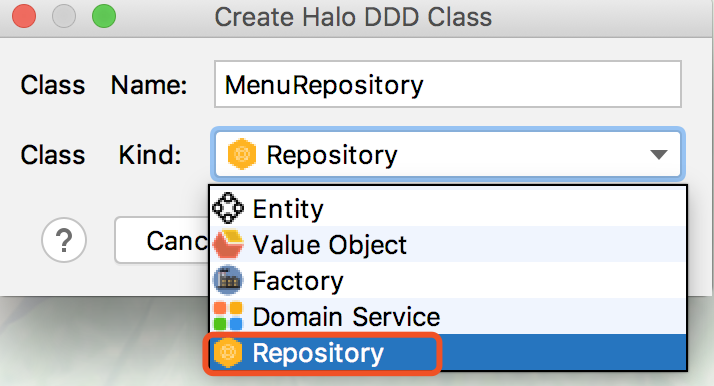 Create Halo DDD Class
Class Name: MenuRepository
Class Kind: Repository
Entity
Value Object
Factory
Domain Service
Repository
? Canc